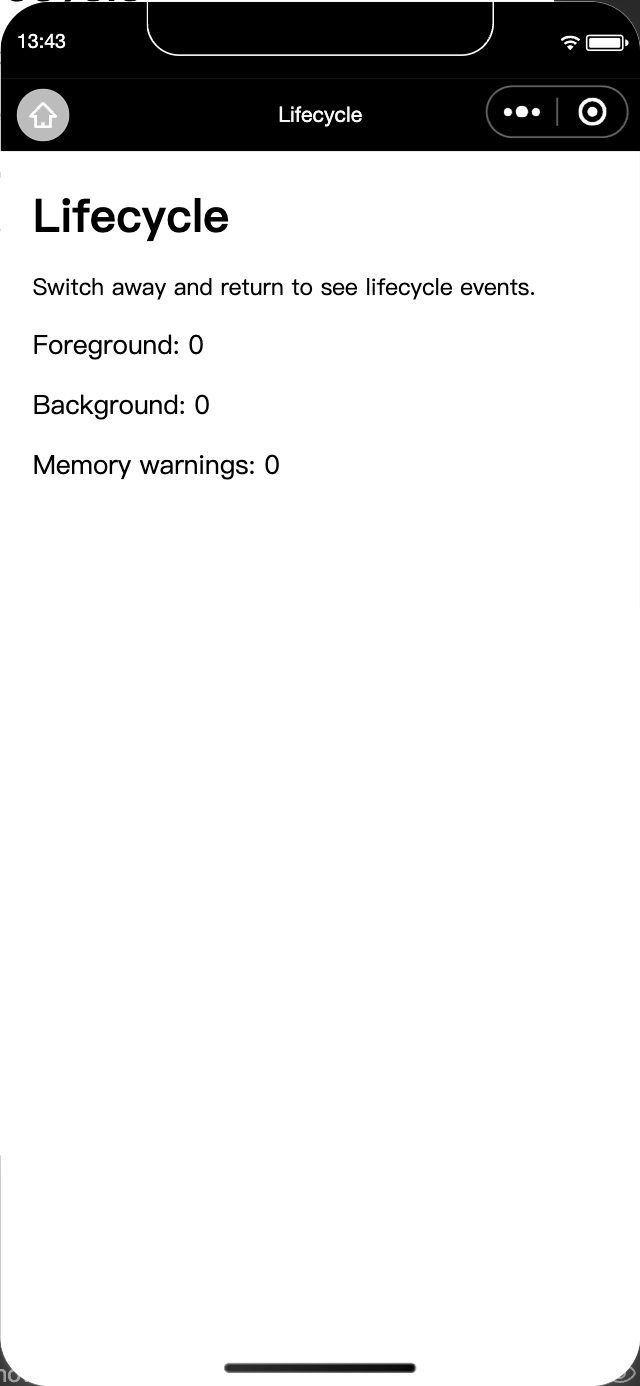 13:43
Lifecycle
Lifecycle
Switch away and return to see lifecycle events.
Foreground: 0
Background: 0
Memory warnings: 0